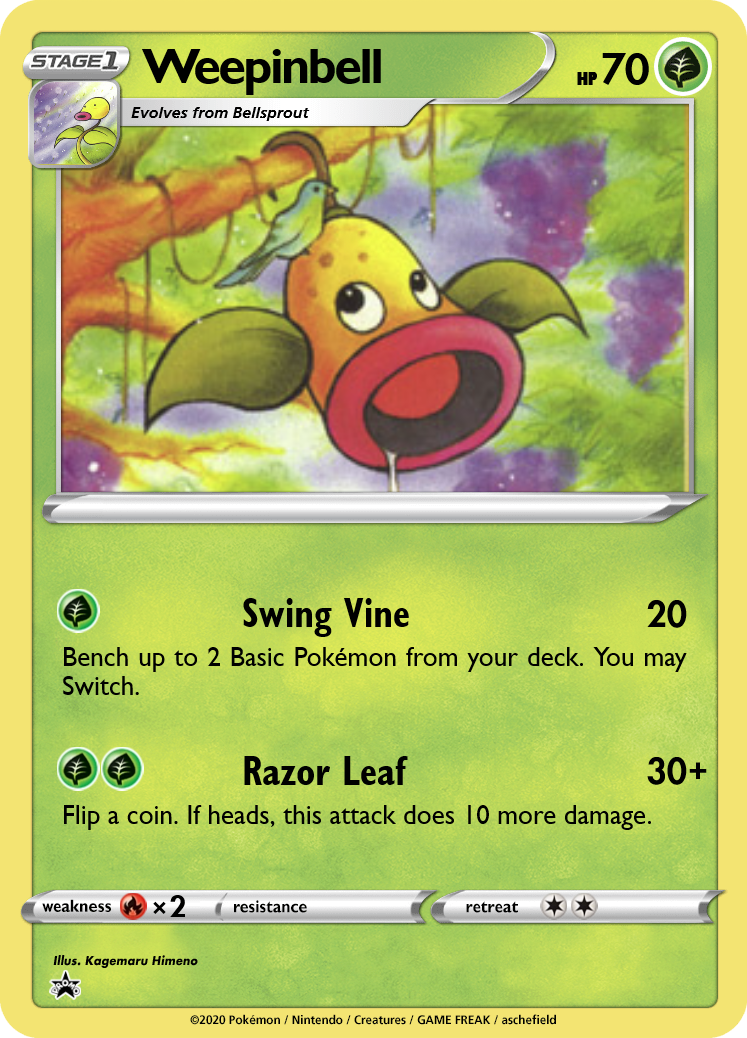 STAGE1
Weepinbell
HP 70
Evolves from Bellsprout
Swing Vine 20
Bench up to 2 Basic Pokémon from your deck. You may
Switch.
Razor Leaf 30+
Flip a coin. If heads, this attack does 10 more damage.
weakness ×2 resistance retreat
Illus. Kagemaru Himeno
PROMO
©2020 Pokémon / Nintendo / Creatures / GAME FREAK / aschefield